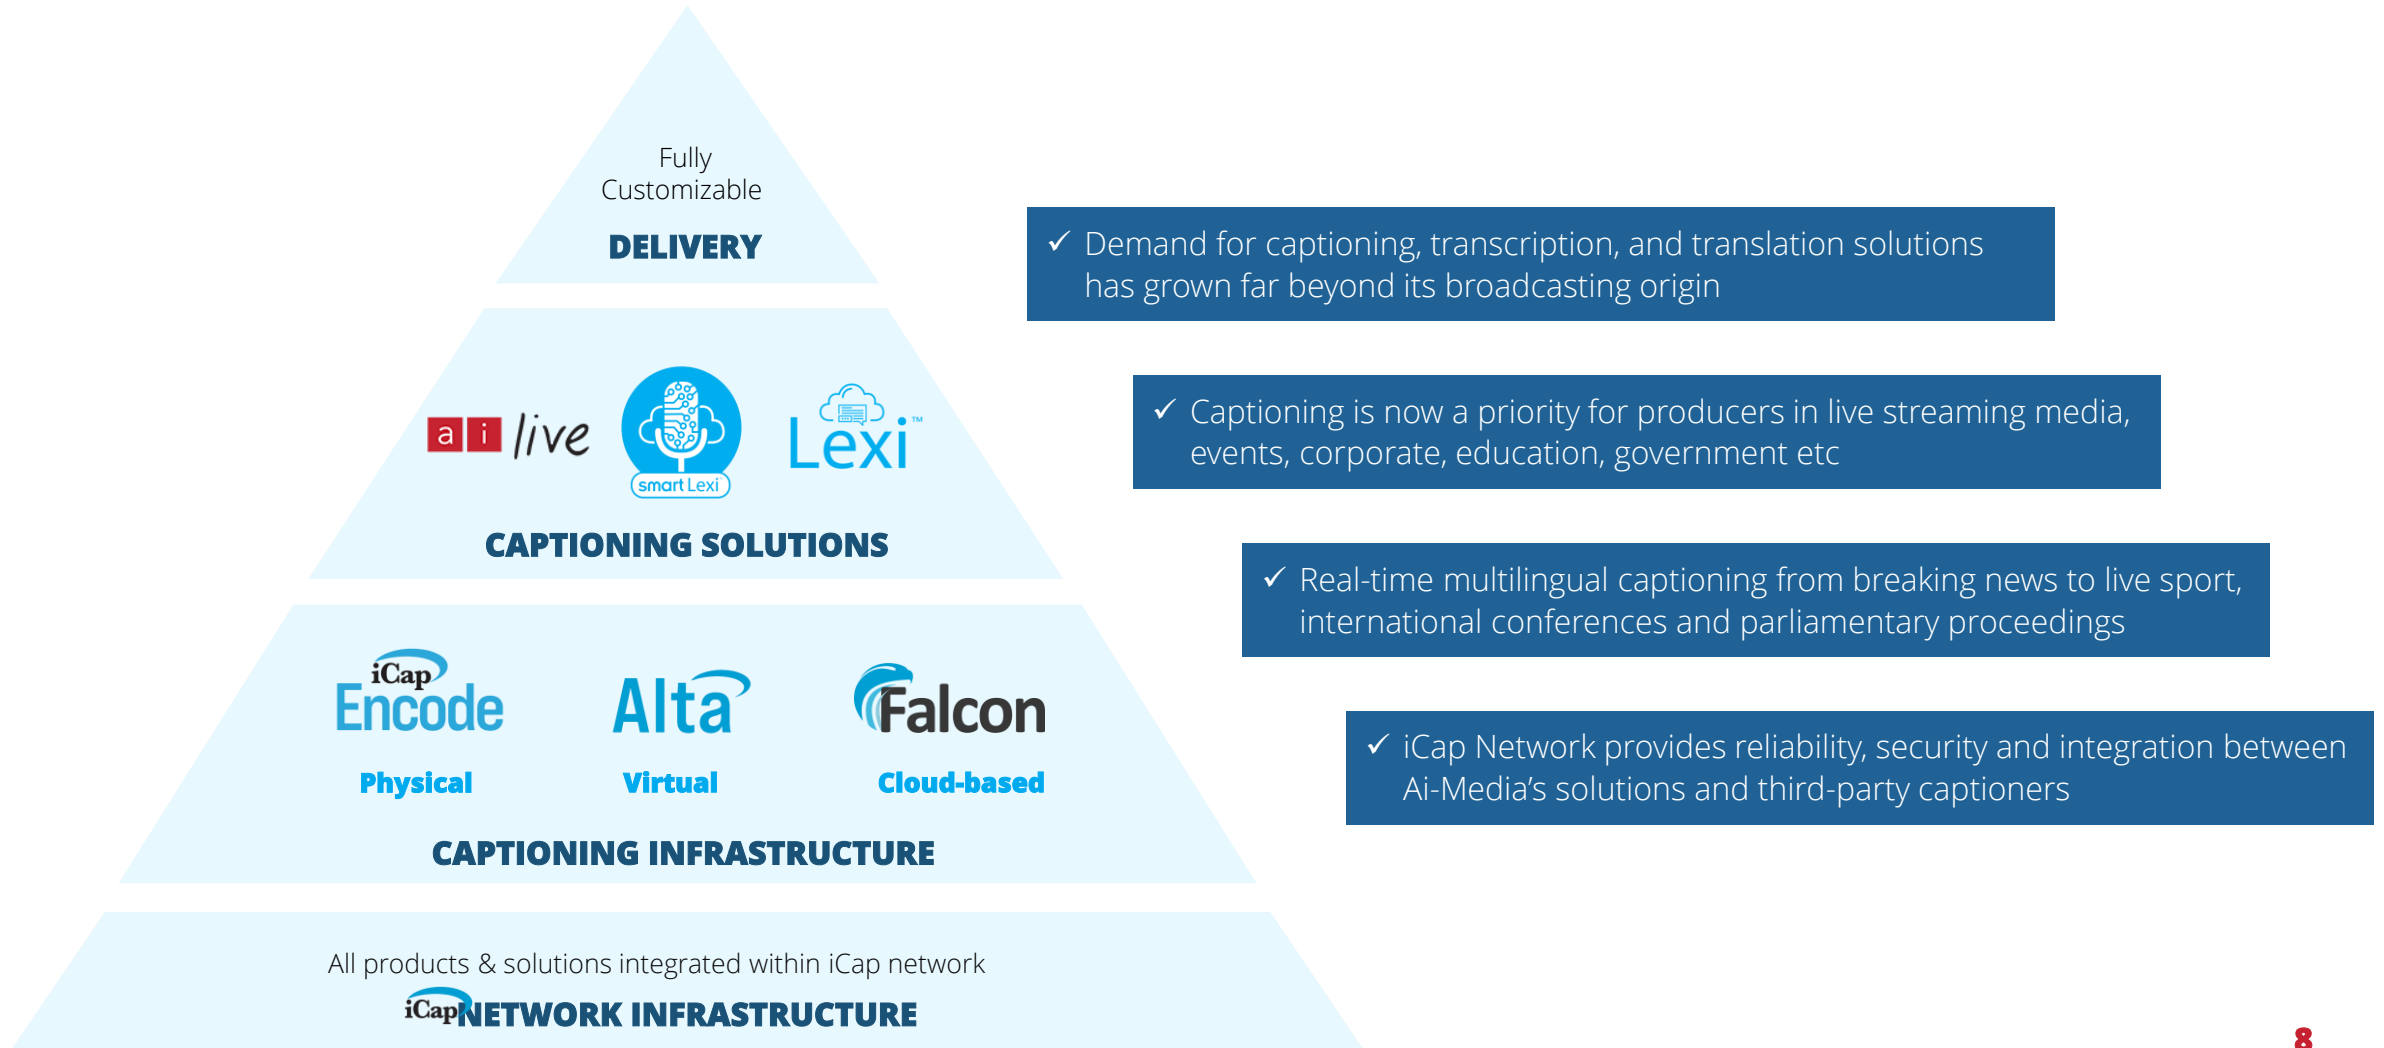 Fully
Customizable
DELIVERY
ai live
smart Lexi
Lexi™
CAPTIONING SOLUTIONS
iCap
Encode
Alta
Falcon
Physical
Virtual
Cloud-based
CAPTIONING INFRASTRUCTURE
All products & solutions integrated within iCap network
iCap NETWORK INFRASTRUCTURE
✓ Demand for captioning, transcription, and translation solutions
has grown far beyond its broadcasting origin
✓ Captioning is now a priority for producers in live streaming media,
events, corporate, education, government etc
✓ Real-time multilingual captioning from breaking news to live sport,
international conferences and parliamentary proceedings
✓ iCap Network provides reliability, security and integration between
Ai-Media’s solutions and third-party captioners
8